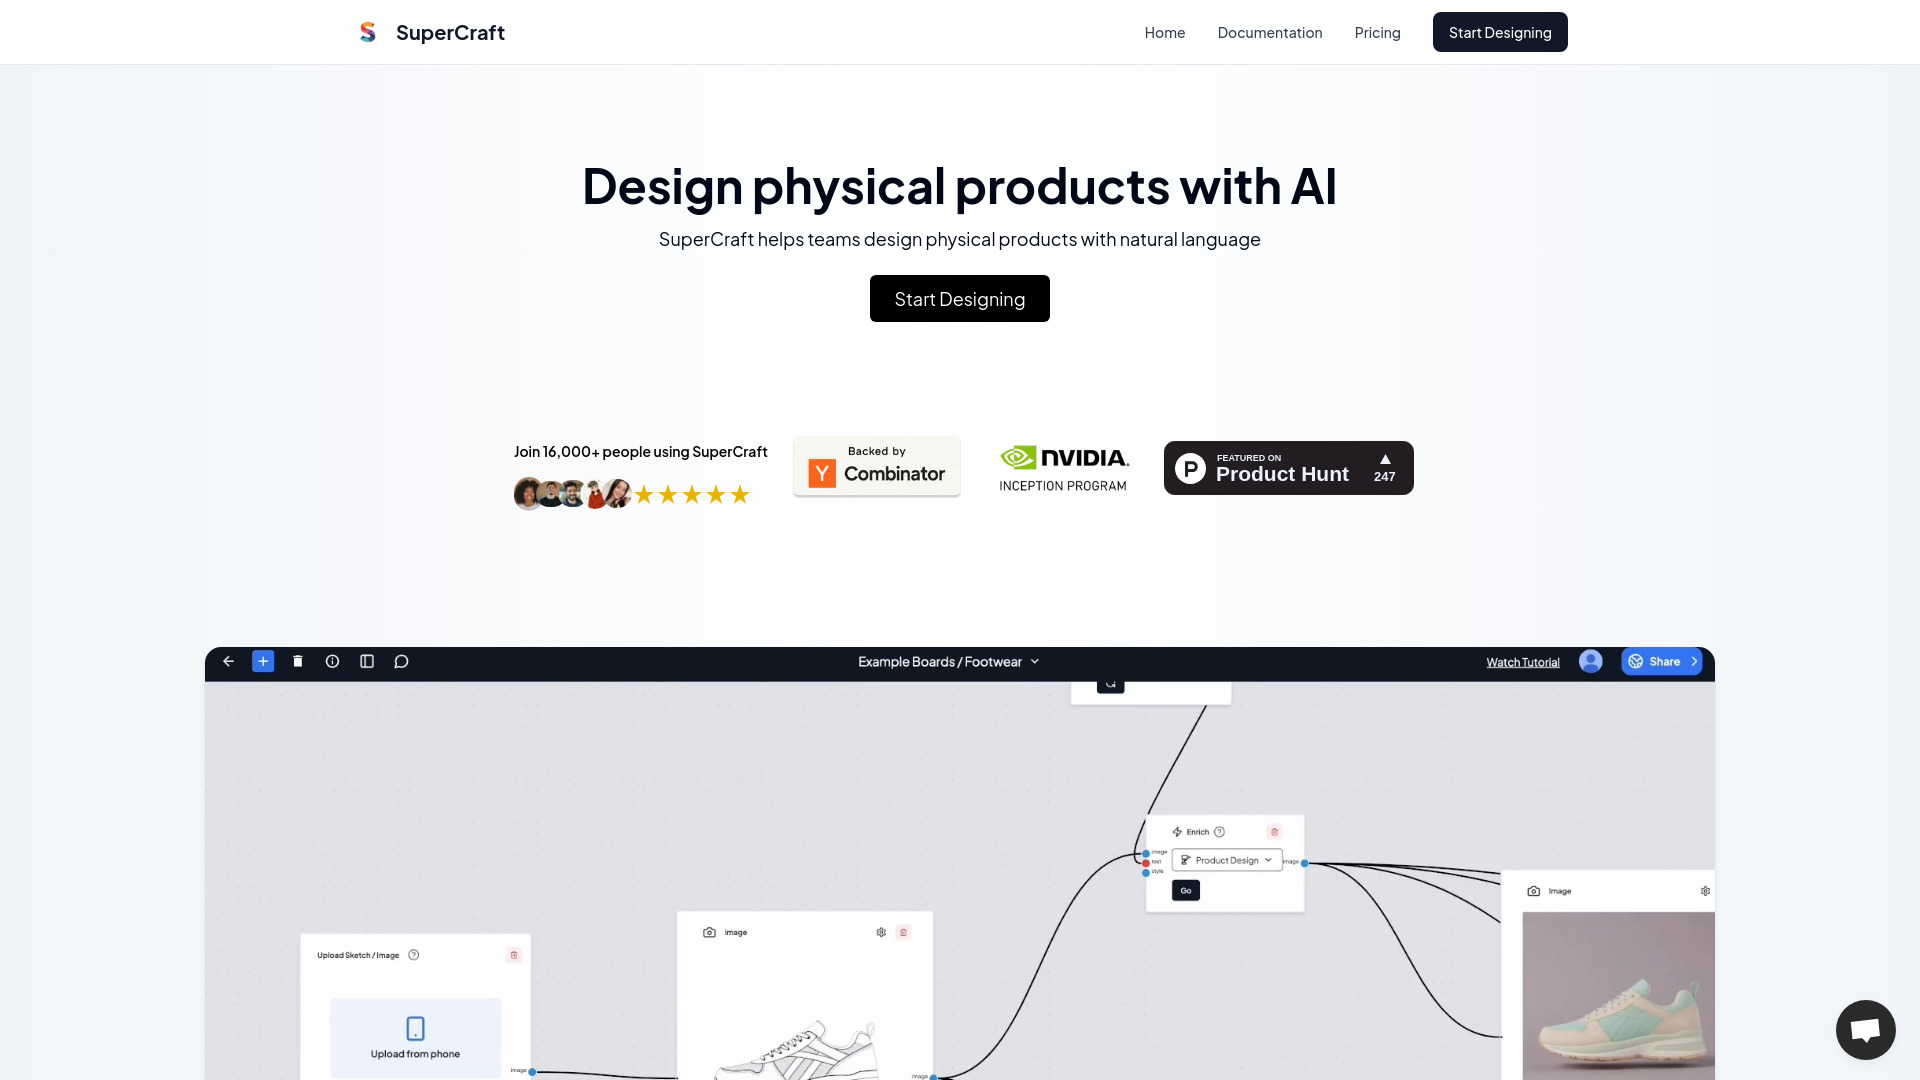 SuperCraft
Home
Documentation
Pricing
Start Designing
Design physical products with AI
SuperCraft helps teams design physical products with natural language
Start Designing
Join 16,000+ people using SuperCraft
Backed by
Y Combinator
NVIDIA.
INCEPTION PROGRAM
P
FEATURED ON
Product Hunt
247
Example Boards / Footwear
Watch Tutorial
Share
Enrich
image
text
style
Product Design
image
Go
Image
Image
Upload Sketch / Image
Upload from phone
image
image